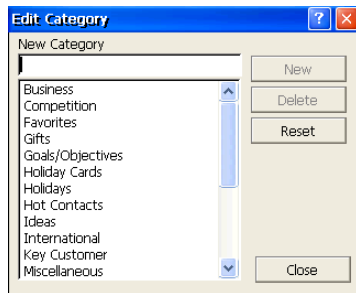 Edit Category
?
New Category
New
Business
Competition
Delete
Favorites
Gifts
Reset
Goals/Objectives
Holiday Cards
Holidays
Hot Contacts
Ideas
International
Key Customer
Miscellaneous
Close